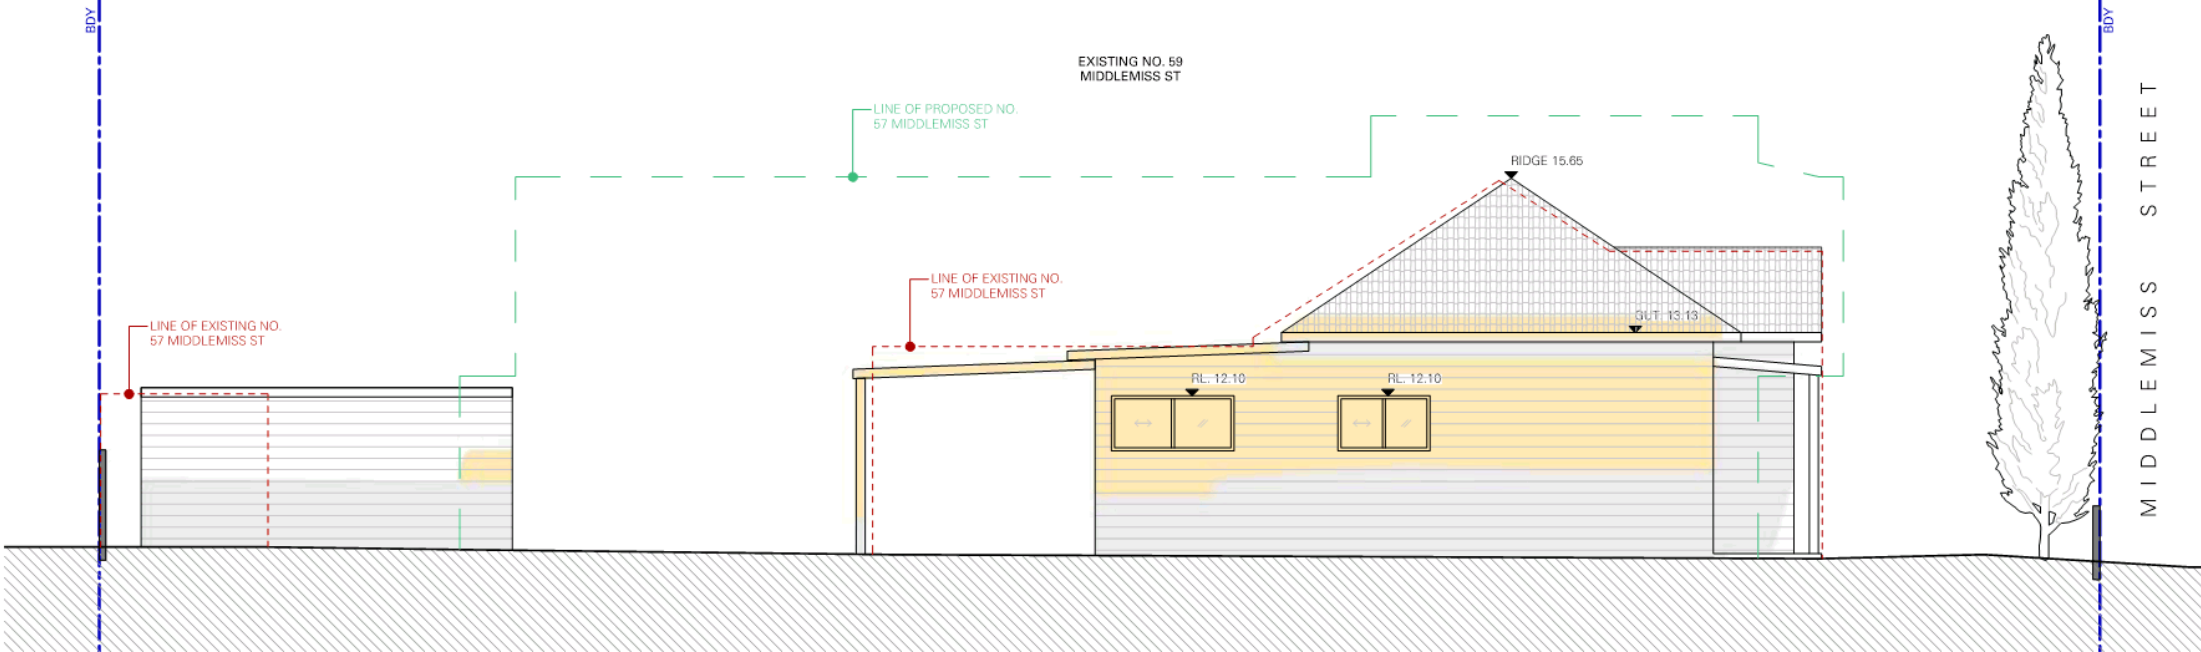 BDY
BDY
EXISTING NO. 59
MIDDLEMISS ST
LINE OF PROPOSED NO.
57 MIDDLEMISS ST
RIDGE 15.65
LINE OF EXISTING NO.
57 MIDDLEMISS ST
GUT 13.13
LINE OF EXISTING NO.
57 MIDDLEMISS ST
RL. 12.10
RL. 12.10
MIDDLEMISS STREET